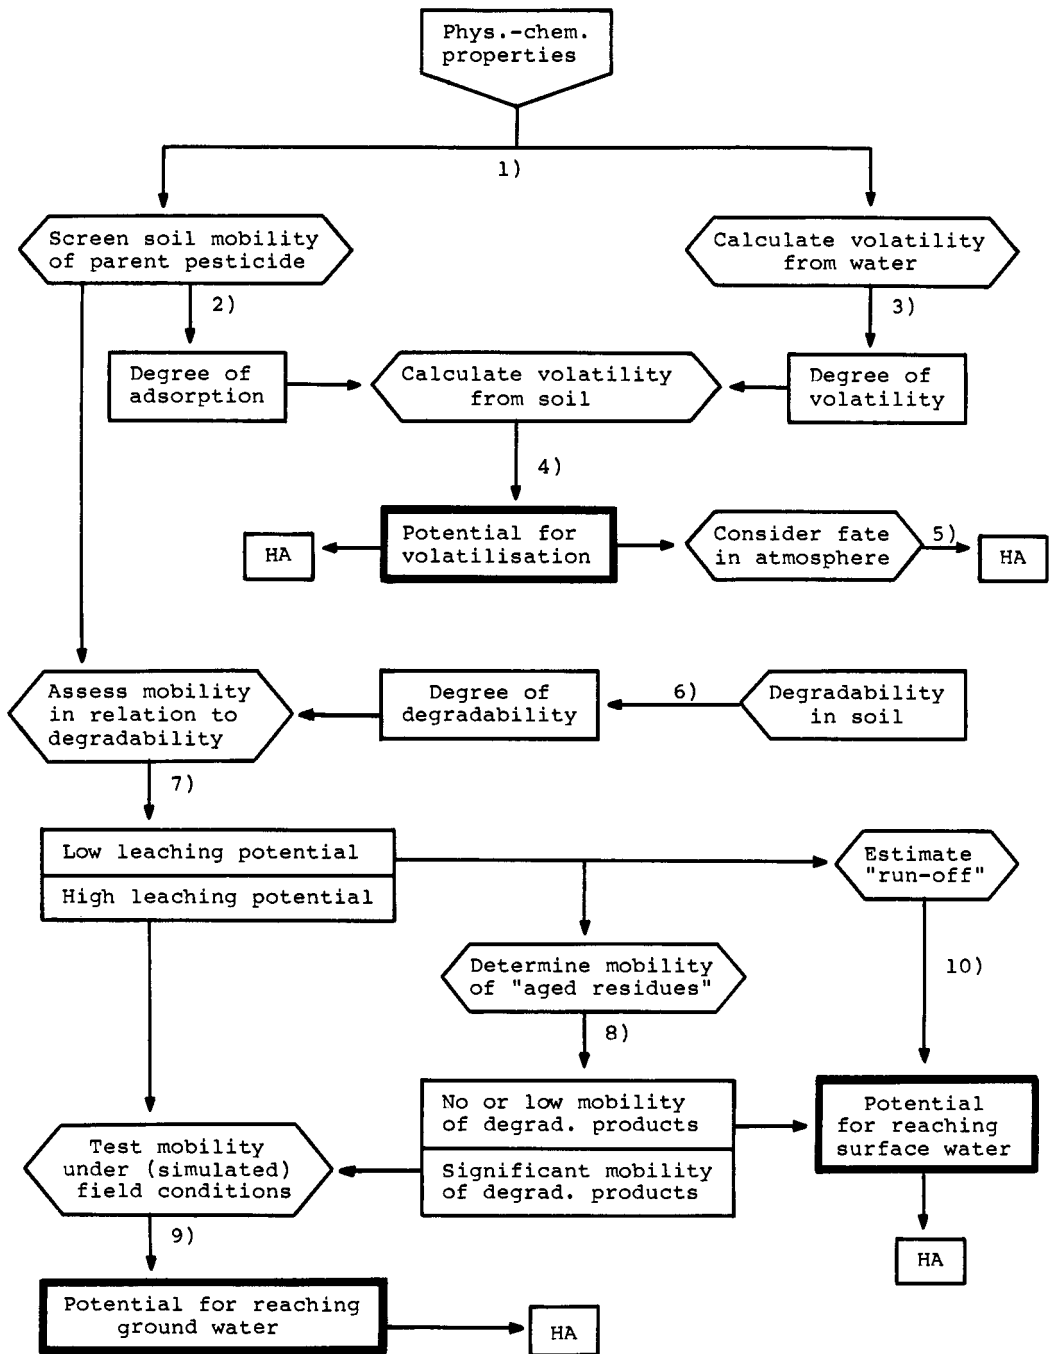 Phys.-chem.
properties
1)
Screen soil mobility
of parent pesticide
Calculate volatility
from water
2)
3)
Degree of
adsorption
Calculate volatility
from soil
Degree of
volatility
4)
HA
Potential for
volatilisation
Consider fate
in atmosphere
5)
HA
Assess mobility
in relation to
degradability
Degree of
degradability
6)
Degradability
in soil
7)
Low leaching potential
High leaching potential
Estimate
"run-off"
Determine mobility
of "aged residues"
10)
8)
No or low mobility
of degrad. products
Significant mobility
of degrad. products
Potential
for reaching
surface water
Test mobility
under (simulated)
field conditions
9)
HA
Potential for reaching
ground water
HA